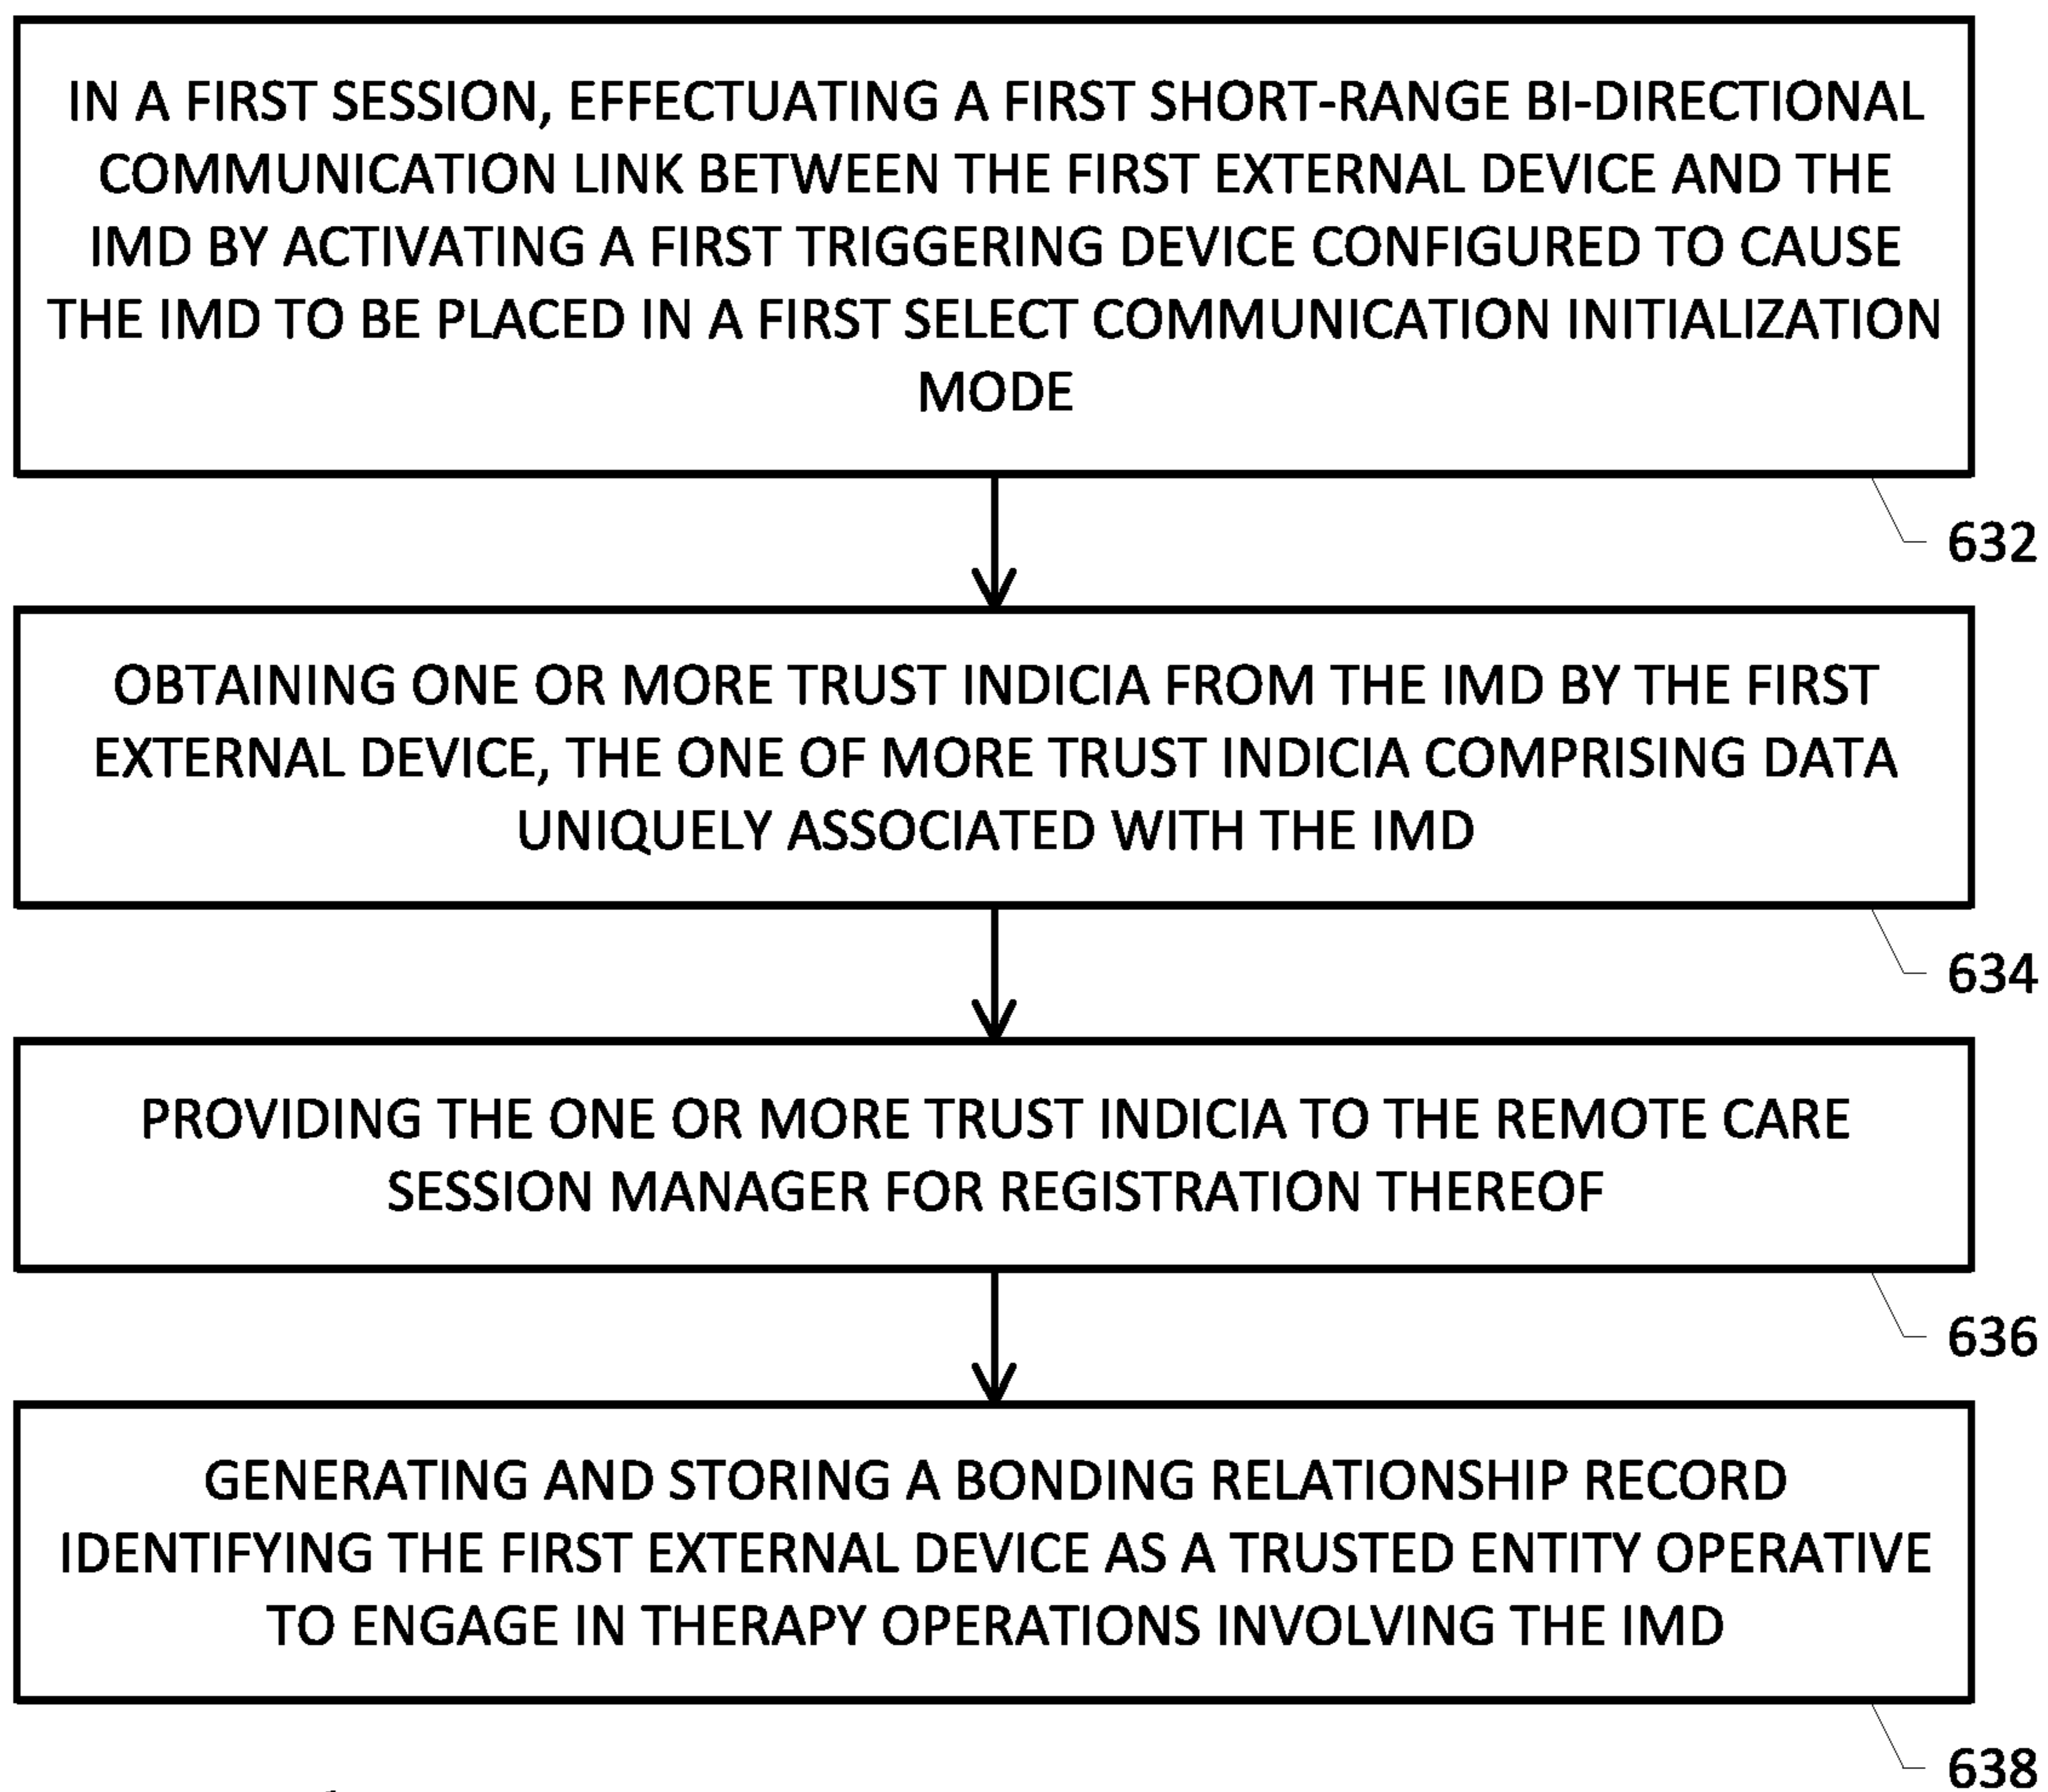 IN A FIRST SESSION, EFFECTUATING A FIRST SHORT-RANGE BI-DIRECTIONAL
COMMUNICATION LINK BETWEEN THE FIRST EXTERNAL DEVICE AND THE
IMD BY ACTIVATING A FIRST TRIGGERING DEVICE CONFIGURED TO CAUSE
THE IMD TO BE PLACED IN A FIRST SELECT COMMUNICATION INITIALIZATION
MODE
632
OBTAINING ONE OR MORE TRUST INDICIA FROM THE IMD BY THE FIRST
EXTERNAL DEVICE, THE ONE OF MORE TRUST INDICIA COMPRISING DATA
UNIQUELY ASSOCIATED WITH THE IMD
634
PROVIDING THE ONE OR MORE TRUST INDICIA TO THE REMOTE CARE
SESSION MANAGER FOR REGISTRATION THEREOF
636
GENERATING AND STORING A BONDING RELATIONSHIP RECORD
IDENTIFYING THE FIRST EXTERNAL DEVICE AS A TRUSTED ENTITY OPERATIVE
TO ENGAGE IN THERAPY OPERATIONS INVOLVING THE IMD
638